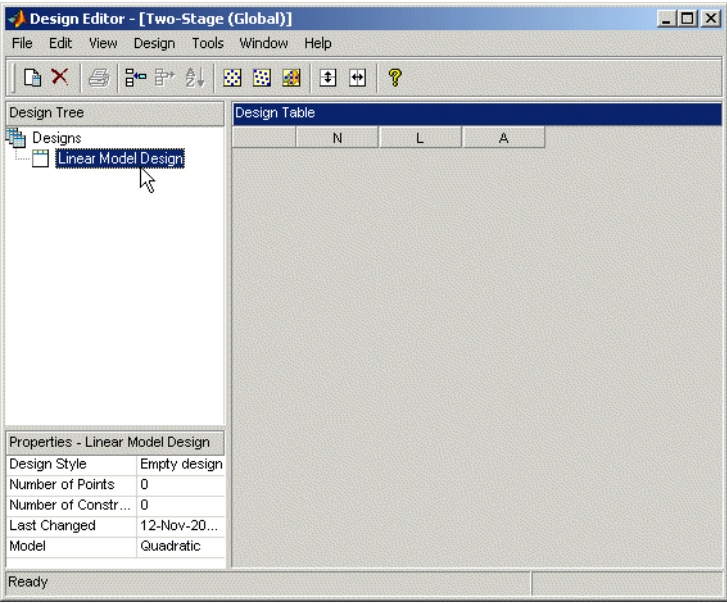 Design Editor - [Two-Stage (Global)]
File Edit View Design Tools Window Help
Design Tree
Design Table
N L A
Designs
Linear Model Design
Properties - Linear Model Design
Design Style Empty design
Number of Points 0
Number of Constr... 0
Last Changed 12-Nov-20...
Model Quadratic
Ready